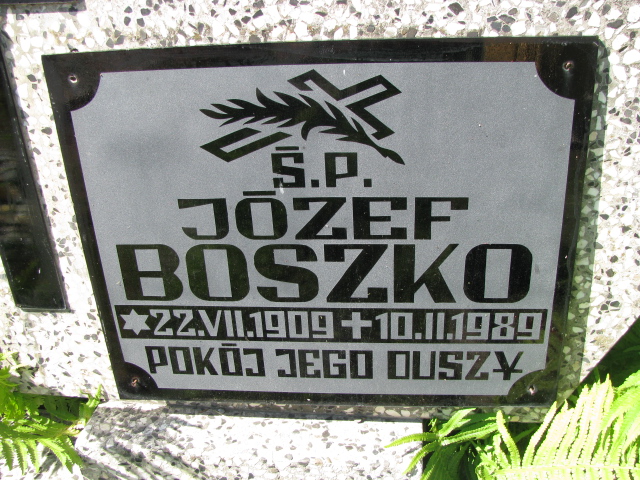 Ś.P.
JÓZEF
BOSZKO
✶22.VII.1909 ✝10.II.1989
POKÓJ JEGO DUSZY